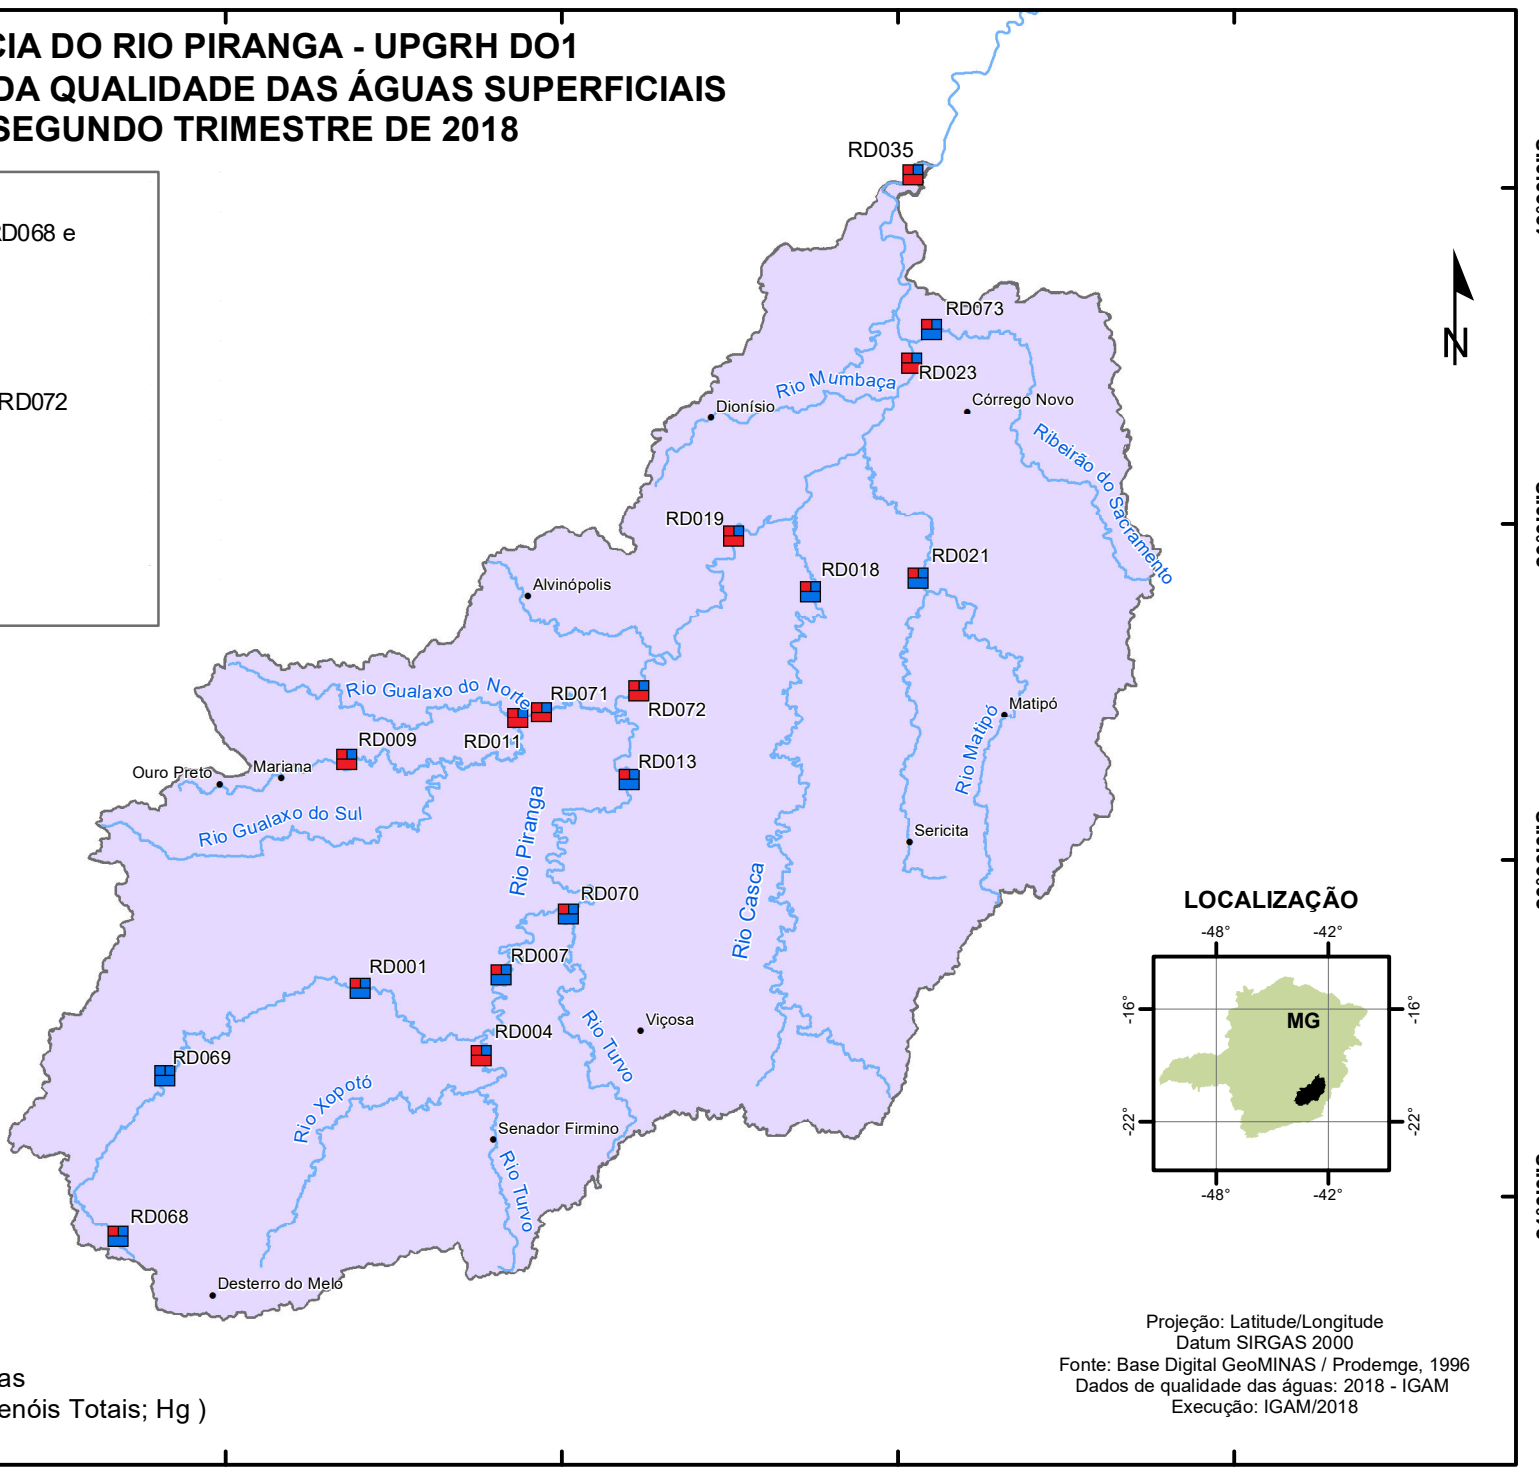 CIA DO RIO PIRANGA - UPGRH DO1
DA QUALIDADE DAS ÁGUAS SUPERFICIAIS
SEGUNDO TRIMESTRE DE 2018
RD035
RD068 e
RD073
RD023
Rio Mumbaça
RD072
Dionísio
Córrego Novo
Ribeirão do Sacramento
RD019
RD018
RD021
Alvinópolis
Rio Gualaxo do Norte
RD071
RD072
Matipó
RD009
RD011
RD013
Rio Matipó
Ouro Preto
Mariana
Rio Gualaxo do Sul
Rio Piranga
Sericita
RD070
Rio Casca
LOCALIZAÇÃO
-48°
-42°
RD007
RD001
-16°
-16°
MG
Viçosa
RD004
Rio Turvo
RD069
Rio Xopotó
-22°
-22°
Senador Firmino
Rio Turvo
-48°
-42°
RD068
Desterro do Melo
N
Projeção: Latitude/Longitude
Datum SIRGAS 2000
Fonte: Base Digital GeoMINAS / Prodemge, 1996
Dados de qualidade das águas: 2018 - IGAM
Execução: IGAM/2018
as
enóis Totais; Hg )